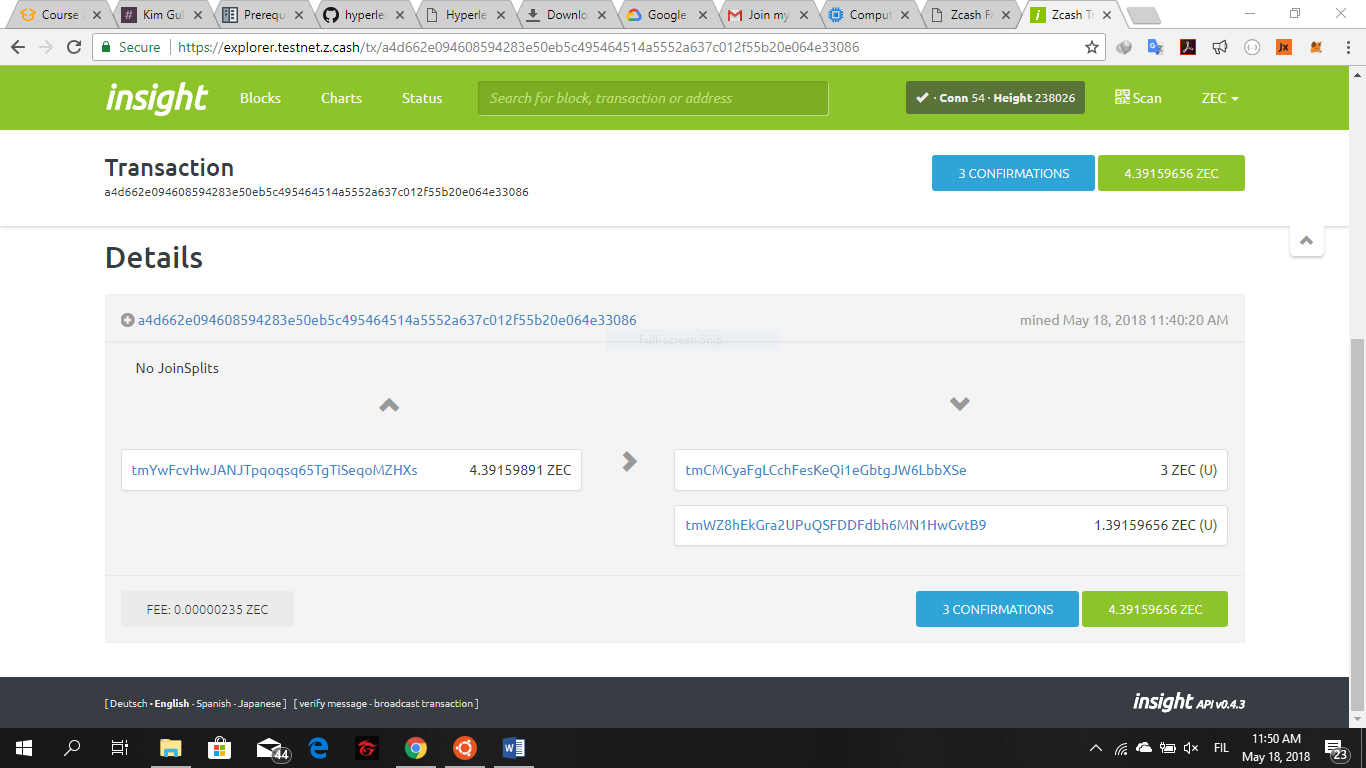 Course
Kim Gul
Prerequ
hyperled
Hyperle
Downlo
Google
Join my
Comput
Zcash Fa
Zcash Tr
Secure
https://explorer.testnet.z.cash/tx/a4d662e094608594283e50eb5c495464514a5552a637c012f55b20e064e33086
insight
Blocks
Charts
Status
Search for block, transaction or address
· Conn 54 · Height 238026
Scan
ZEC
Transaction
a4d662e094608594283e50eb5c495464514a5552a637c012f55b20e064e33086
3 CONFIRMATIONS
4.39159656 ZEC
Details
a4d662e094608594283e50eb5c495464514a5552a637c012f55b20e064e33086
mined May 18, 2018 11:40:20 AM
Full-screen Snip
No JoinSplits
tmYwFcvHwJANJTpqoqsq65TgTiSeqoMZHXs 4.39159891 ZEC
tmCMCyaFgLCchFesKeQi1eGbtgJW6LbbXSe 3 ZEC (U)
tmWZ8hEkGra2UPuQSFDDFdbh6MN1HwGvtB9 1.39159656 ZEC (U)
FEE: 0.00000235 ZEC
3 CONFIRMATIONS
4.39159656 ZEC
[ Deutsch · English · Spanish · Japanese ] [ verify message · broadcast transaction ]
insight API v0.4.3
44
FIL
11:50 AM
May 18, 2018
23